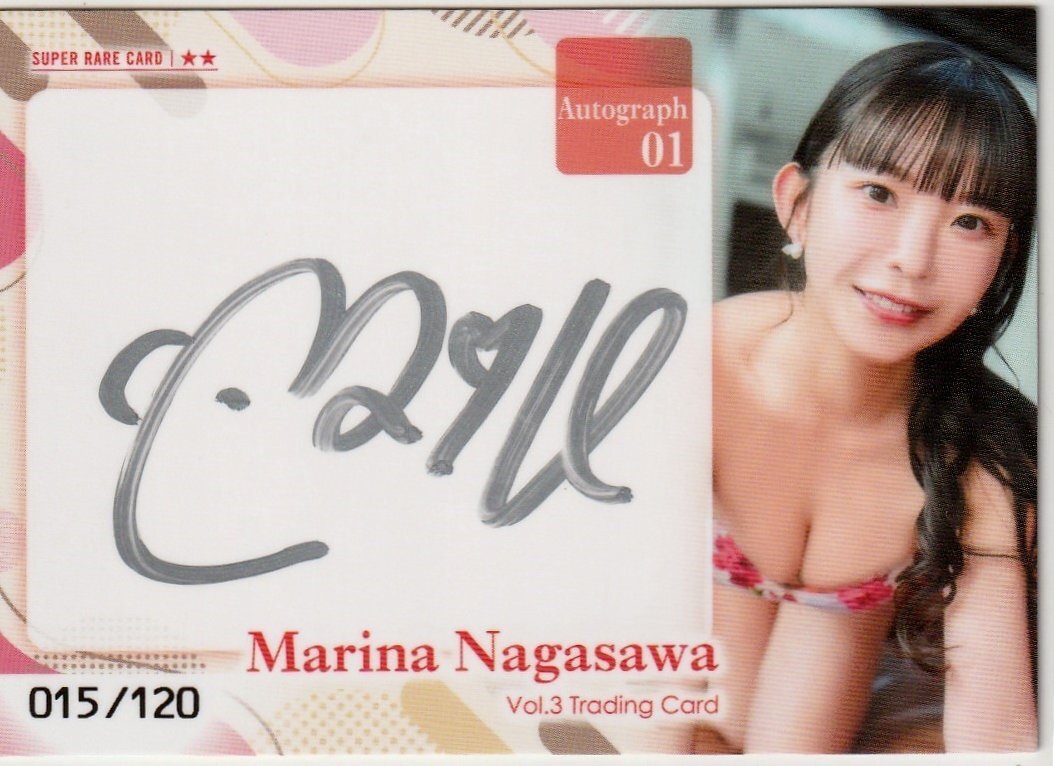 SUPER RARE CARD | ★★
Autograph
01
Marina Nagasawa
Vol.3 Trading Card
015/120